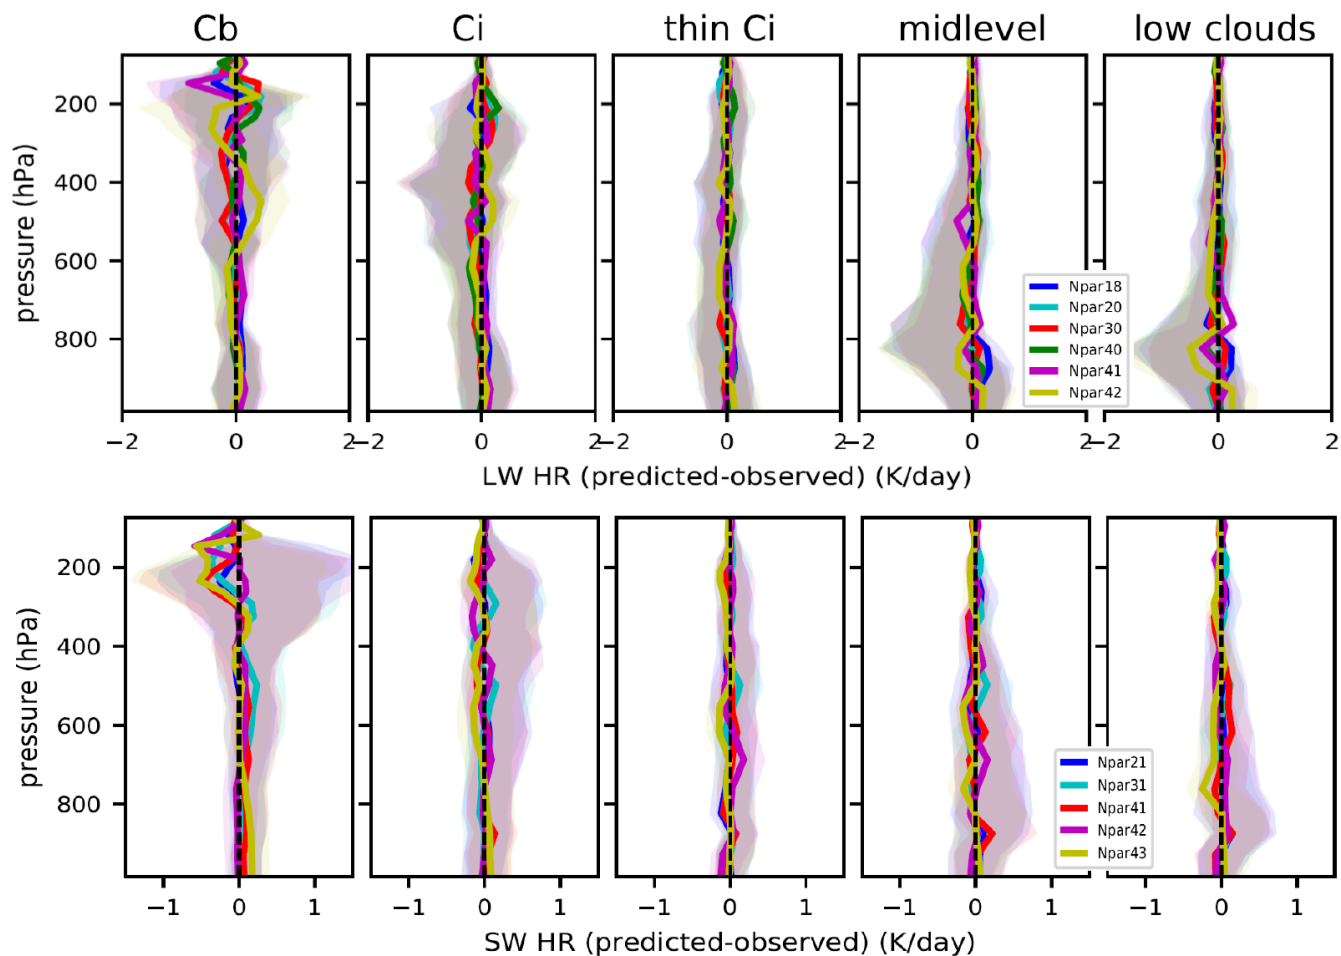 Cb Ci thin Ci midlevel low clouds
pressure (hPa)
200
400
600
800
Npar18
Npar20
Npar30
Npar40
Npar41
Npar42
−2 0 2 −2 0 2 −2 0 2 −2 0 2 −2 0 2
LW HR (predicted-observed) (K/day)
pressure (hPa)
200
400
600
800
Npar21
Npar31
Npar41
Npar42
Npar43
−1 0 1 −1 0 1 −1 0 1 −1 0 1 −1 0 1
SW HR (predicted-observed) (K/day)